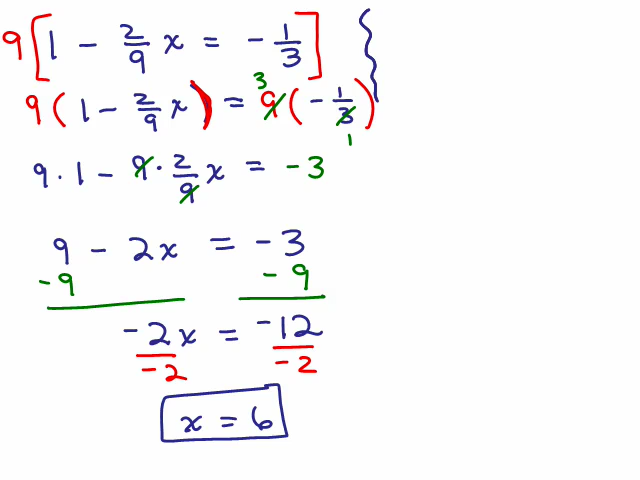 9[1 - 2/9 x = - 1/3]
9(1 - 2/9 x) = 9(- 1/3) 3 1
9 · 1 - 9 · 2/9 x = - 3
9 - 2x = - 3
- 9 - 9
-2x = -12
-2 -2
x = 6